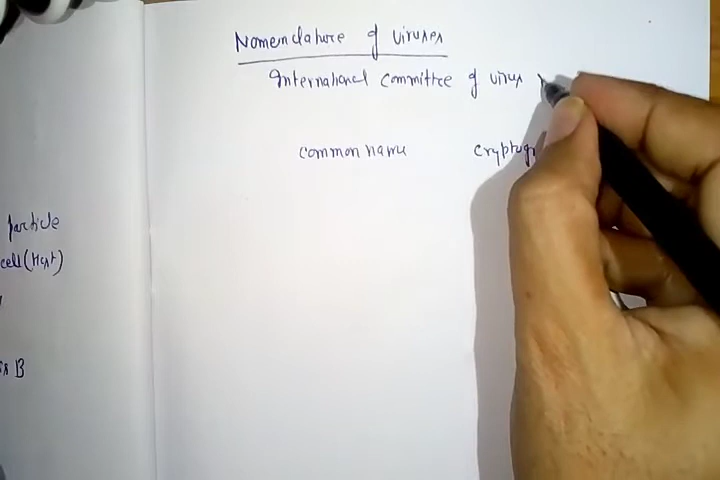 Nomenclature of viruses
International committee of virus
common name cryptogr
particle
cell (Host)
B